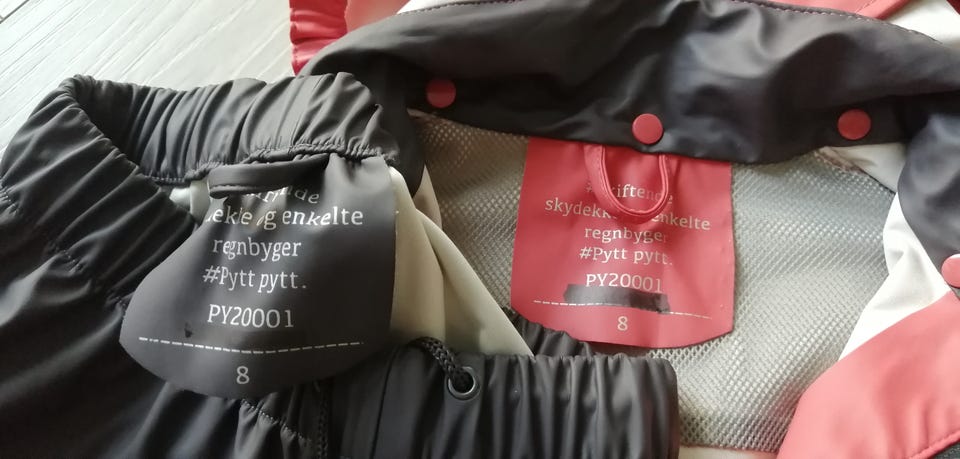 enkelte
regnbyger
#Pytt pytt.
PY20001
8
enkelte
regnbyger
#Pytt pytt.
PY20001
8